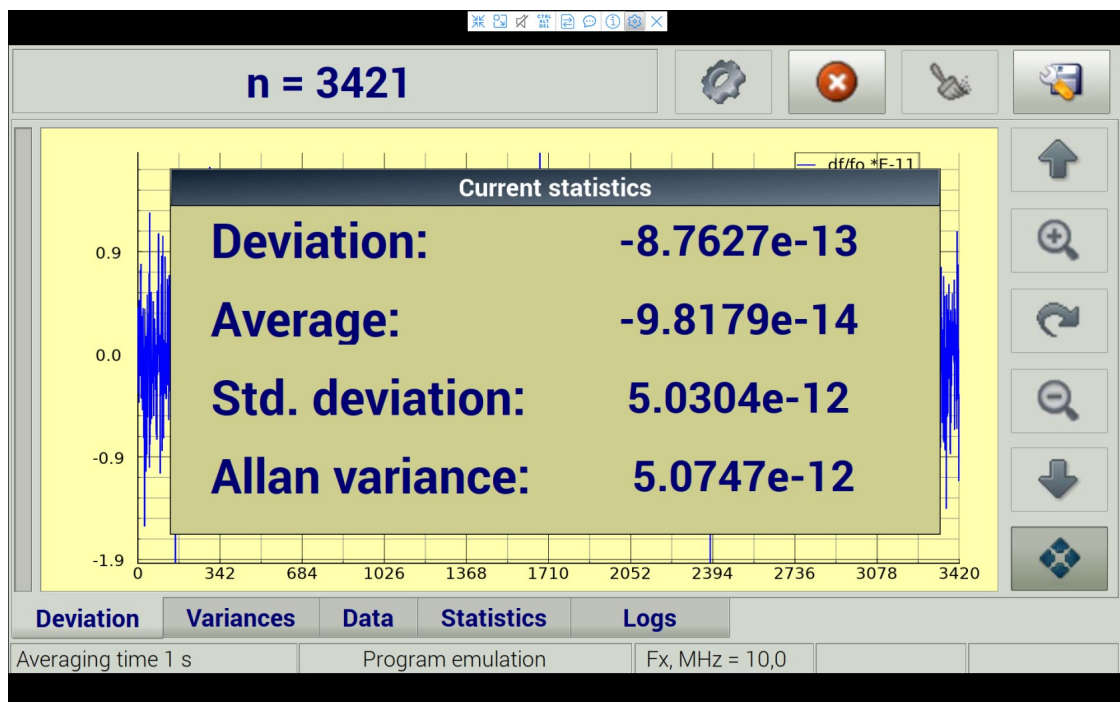 CTRL
ALT
DEL
n = 3421
df/fo *E-11
Current statistics
Deviation: -8.7627e-13
Average: -9.8179e-14
Std. deviation: 5.0304e-12
Allan variance: 5.0747e-12
0.9
0.0
-0.9
-1.9
0 342 684 1026 1368 1710 2052 2394 2736 3078 3420
Deviation Variances Data Statistics Logs
Averaging time 1 s Program emulation Fx, MHz = 10,0